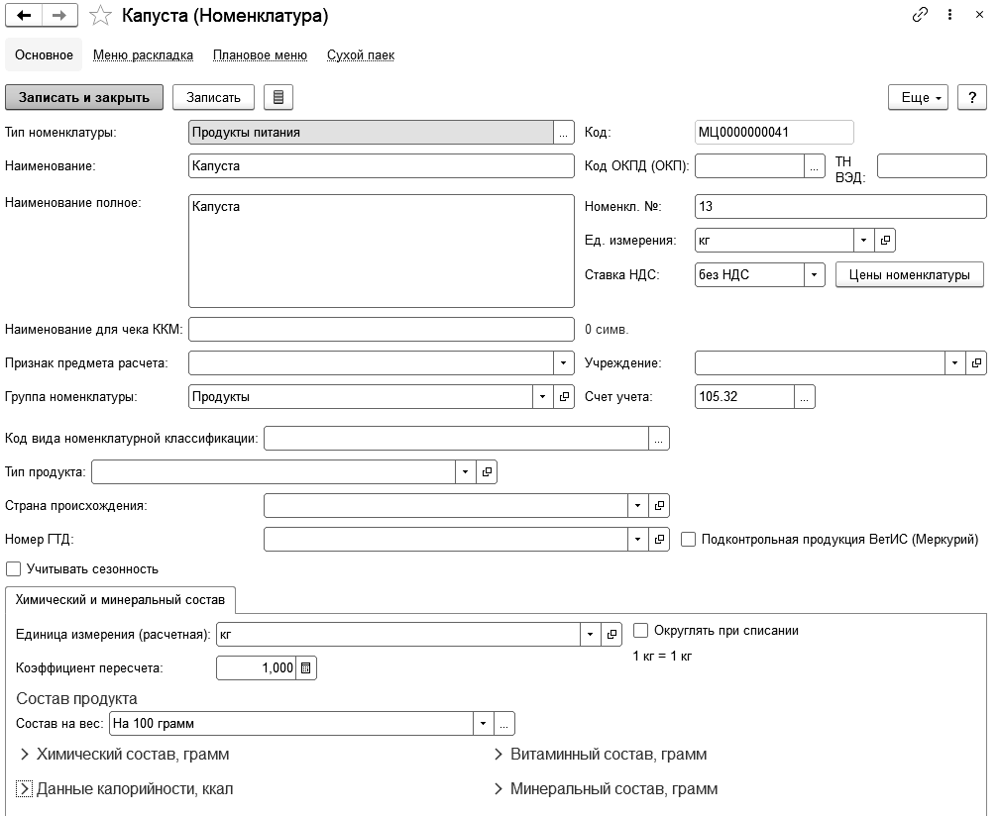 Капуста (Номенклатура)
Основное Меню раскладка Плановое меню Сухой паек
Записать и закрыть Записать Еще ?
Тип номенклатуры: Продукты питания ... Код: МЦ0000000041
Наименование: Капуста Код ОКПД (ОКП): ... ТН ВЭД:
Наименование полное: Капуста Номенкл. №: 13
Ед. измерения: кг
Ставка НДС: без НДС Цены номенклатуры
Наименование для чека ККМ: 0 симв.
Признак предмета расчета: Учреждение:
Группа номенклатуры: Продукты Счет учета: 105.32 ...
Код вида номенклатурной классификации: ...
Тип продукта:
Страна происхождения:
Номер ГТД: Подконтрольная продукция ВетИС (Меркурий)
Учитывать сезонность
Химический и минеральный состав
Единица измерения (расчетная): кг Округлять при списании
Коэффициент пересчета: 1,000 1 кг = 1 кг
Состав продукта
Состав на вес: На 100 грамм ...
Химический состав, грамм Витаминный состав, грамм
Данные калорийности, ккал Минеральный состав, грамм